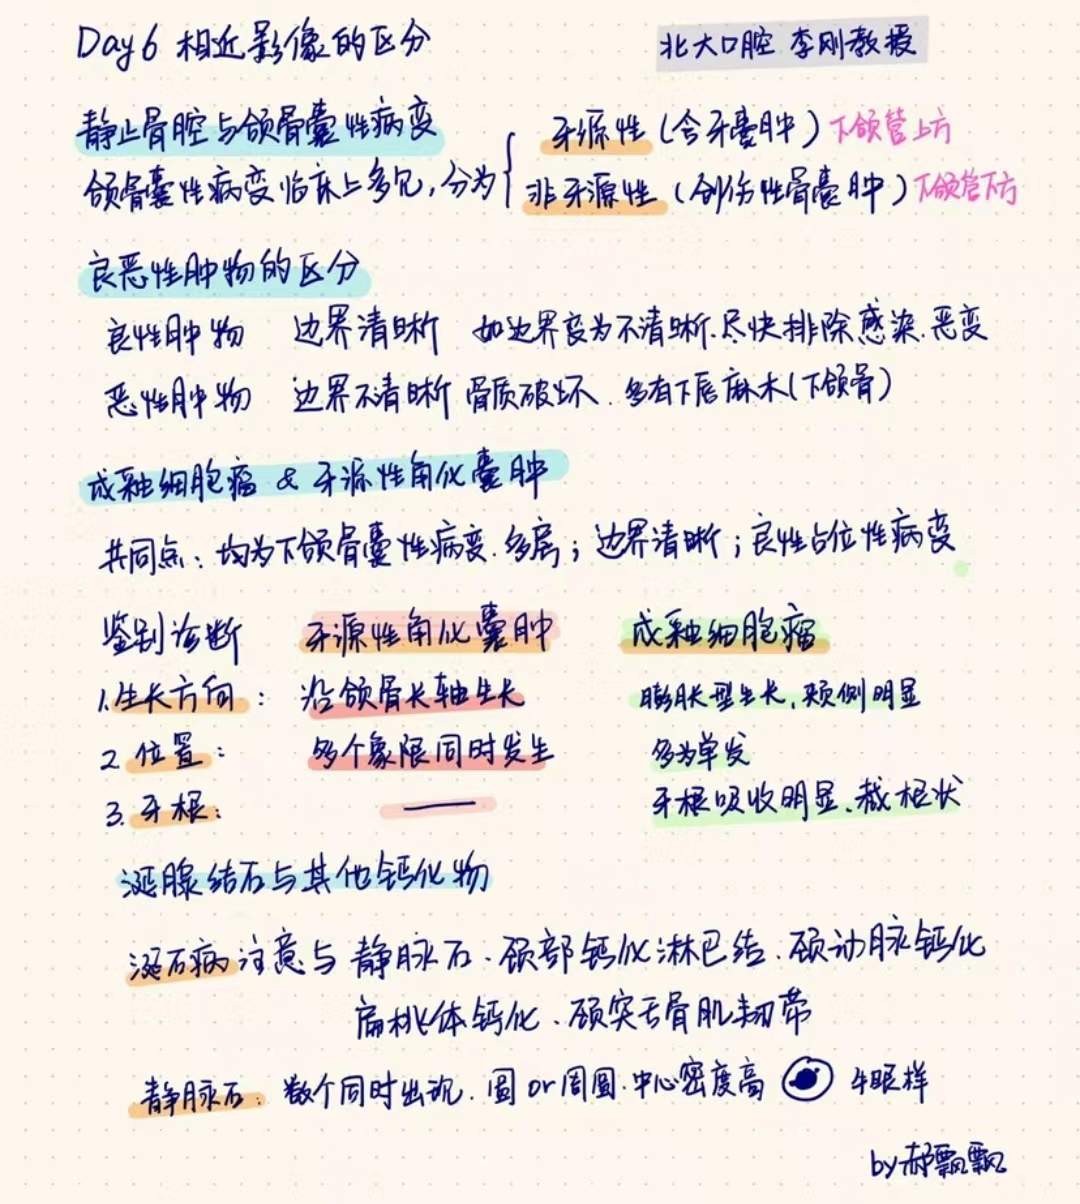 Day6 相近影像的区分
北大口腔 李刚教授
静止骨腔与颌骨囊性病变
牙源性(含牙囊肿)下颌管上方
颌骨囊性病变临床上多见,分为
非牙源性(创伤性骨囊肿)下颌管下方
良恶性肿物的区分
良性肿物 边界清晰 如边界变为不清晰.尽快排除感染.恶变
恶性肿物 边界不清晰 骨质破坏.多有下唇麻木(下颌骨)
成釉细胞瘤 & 牙源性角化囊肿
共同点:均为下颌骨囊性病变.多房;边界清晰;良性占位性病变
鉴别诊断 牙源性角化囊肿 成釉细胞瘤
1.生长方向: 沿颌骨长轴生长 膨胀型生长,颊侧明显
2.位置: 多个象限同时发生 多为单发
3.牙根: — 牙根吸收明显、截根状
涎腺结石与其他钙化物
涎石病注意与 静脉石.颈部钙化淋巴结.颈动脉钙化
扁桃体钙化.颈突舌骨肌韧带
静脉石: 数个同时出现.圆or周圆.中心密度高 牛眼样
by郝飘飘